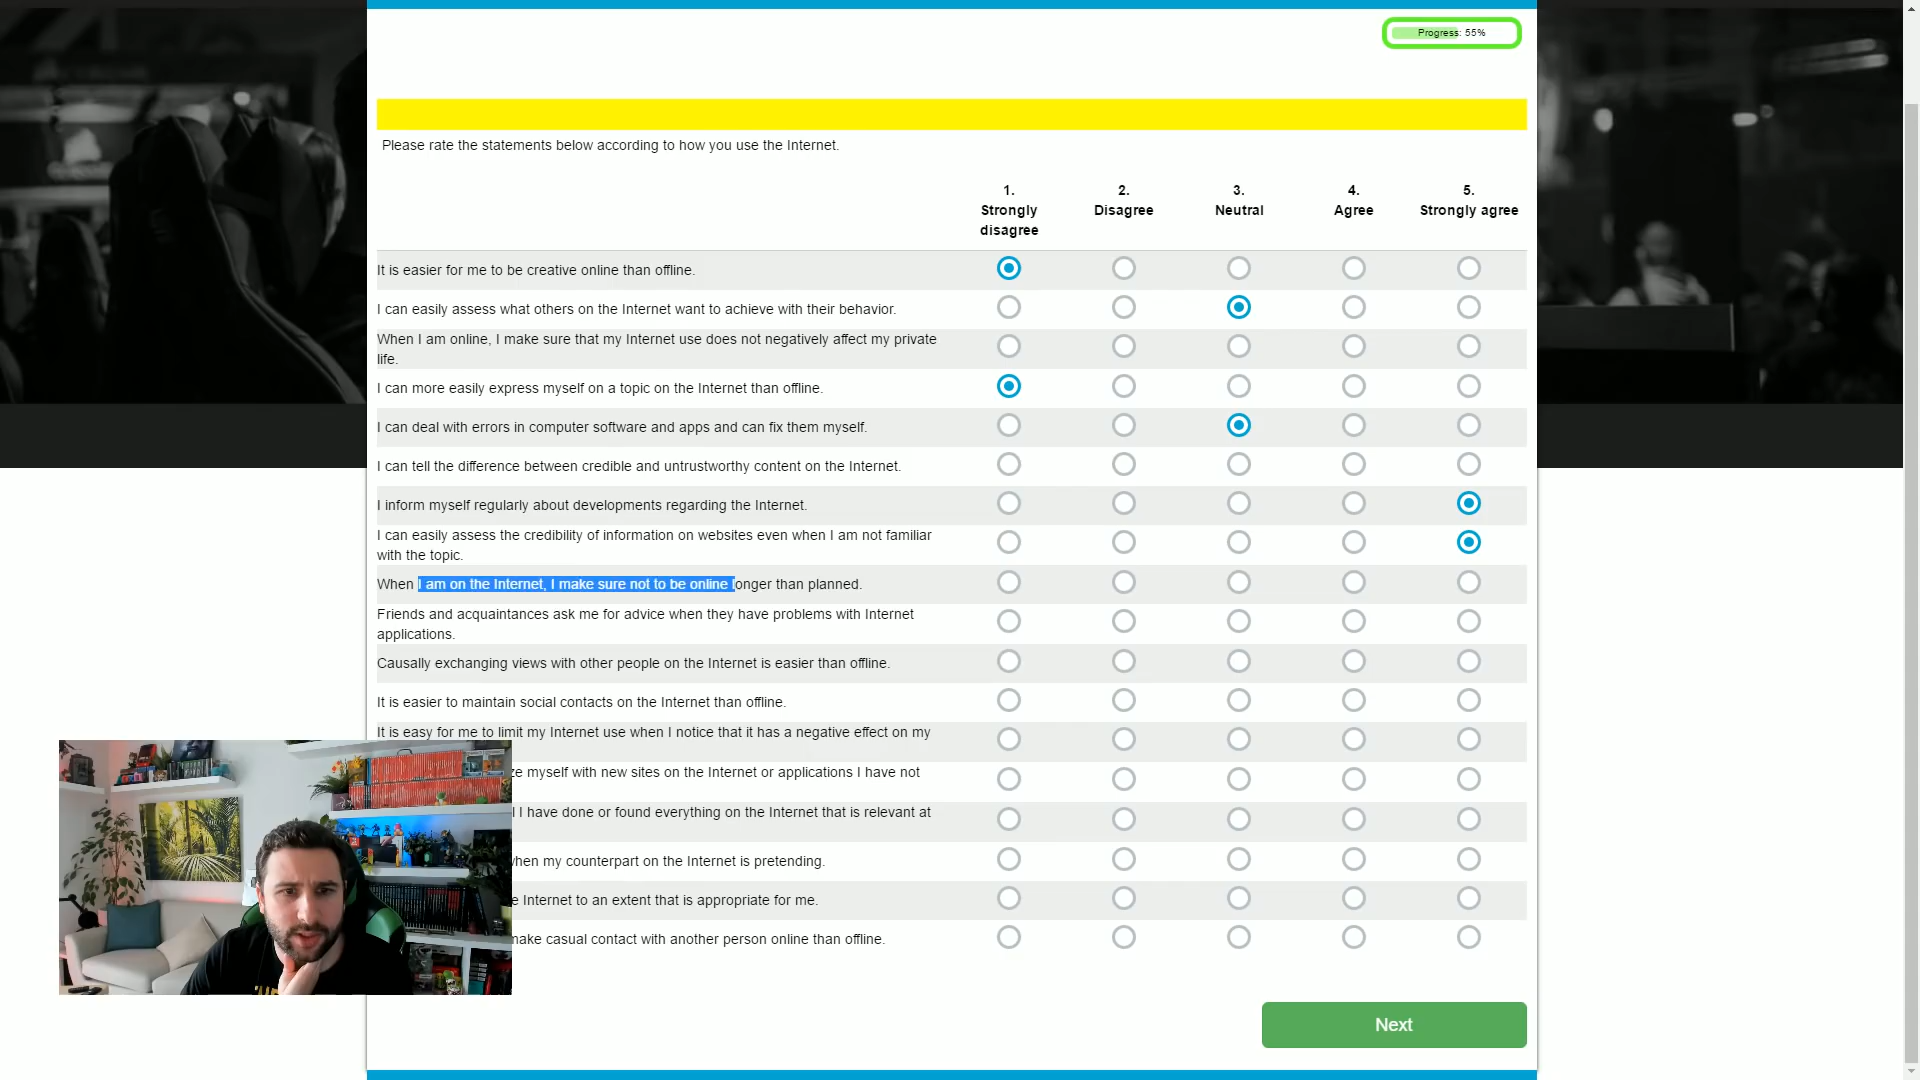 Progress: 55%
Please rate the statements below according to how you use the Internet.
1.
Strongly
disagree
2.
Disagree
3.
Neutral
4.
Agree
5.
Strongly agree
It is easier for me to be creative online than offline.
I can easily assess what others on the Internet want to achieve with their behavior.
When I am online, I make sure that my Internet use does not negatively affect my private
life.
I can more easily express myself on a topic on the Internet than offline.
I can deal with errors in computer software and apps and can fix them myself.
I can tell the difference between credible and untrustworthy content on the Internet.
I inform myself regularly about developments regarding the Internet.
I can easily assess the credibility of information on websites even when I am not familiar
with the topic.
When I am on the Internet, I make sure not to be online longer than planned.
Friends and acquaintances ask me for advice when they have problems with Internet
applications.
Causally exchanging views with other people on the Internet is easier than offline.
It is easier to maintain social contacts on the Internet than offline.
It is easy for me to limit my Internet use when I notice that it has a negative effect on my
myself with new sites on the Internet or applications I have not
I have done or found everything on the Internet that is relevant at
when my counterpart on the Internet is pretending.
Internet to an extent that is appropriate for me.
make casual contact with another person online than offline.
Next